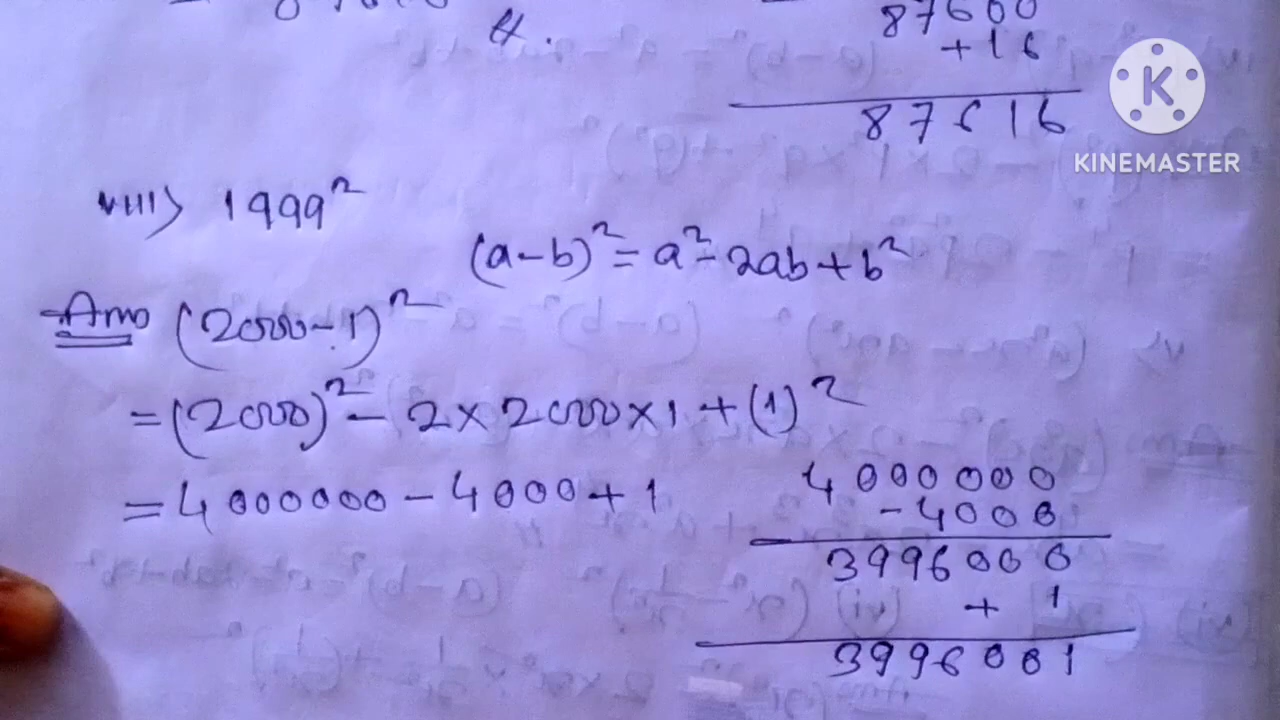 4.
87600
+16
87616
KINEMASTER
VIII) 1999²
(a-b)² = a² - 2ab + b²
Ans (2000-1)²
= (2000)² - 2×2000×1 + (1)²
= 4000000 - 4000 + 1
4000000
-4000
3996000
+ 1
3996001